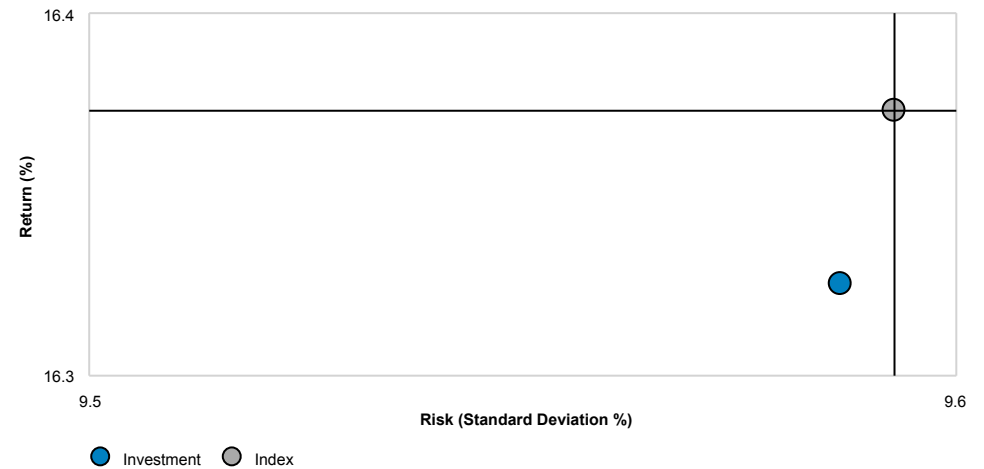 16.4
Return (%)
16.3
9.5
9.6
Risk (Standard Deviation %)
Investment Index